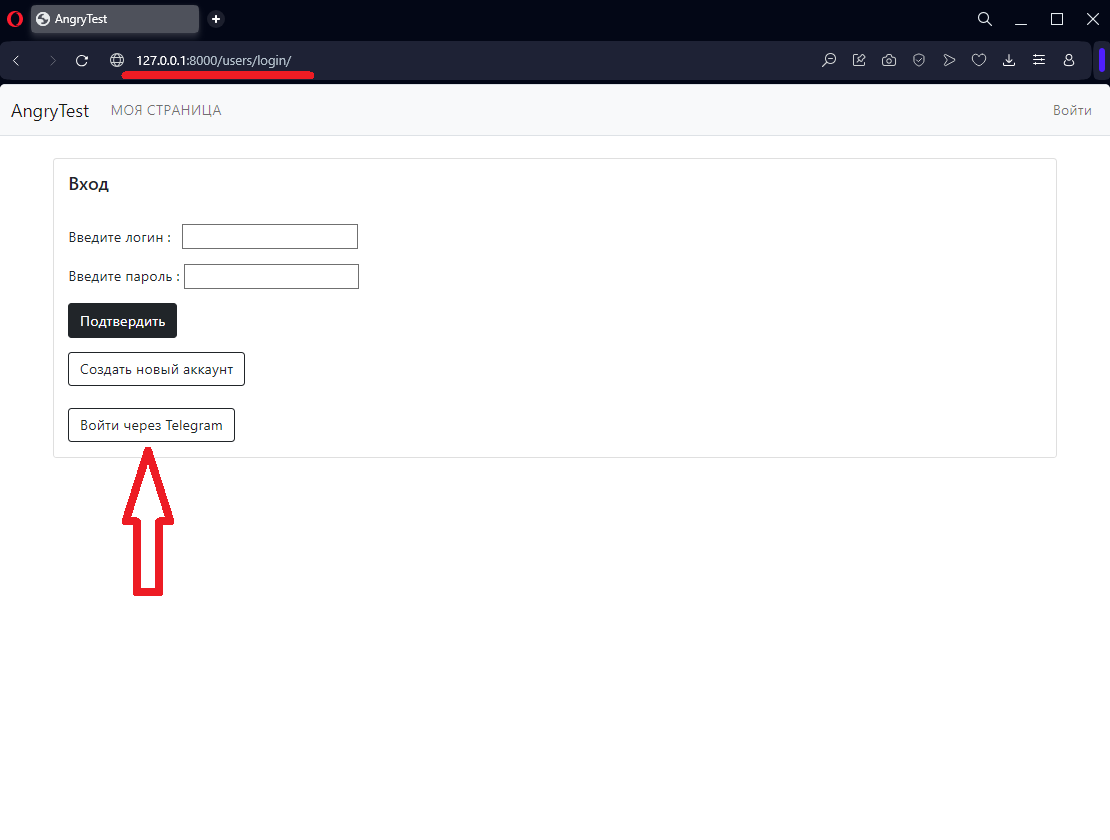 AngryTest
127.0.0.1:8000/users/login/
AngryTest МОЯ СТРАНИЦА Войти
Вход
Введите логин :
Введите пароль :
Подтвердить
Создать новый аккаунт
Войти через Telegram